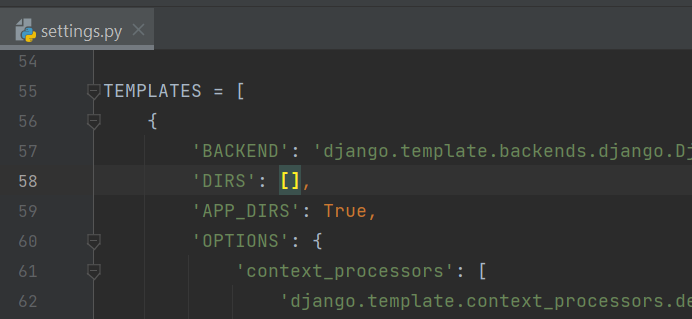 settings.py
54
55 TEMPLATES = [
56 {
57 'BACKEND': 'django.template.backends.django.Dj
58 'DIRS': [],
59 'APP_DIRS': True,
60 'OPTIONS': {
61 'context_processors': [
62 'django.template.context_processors.de